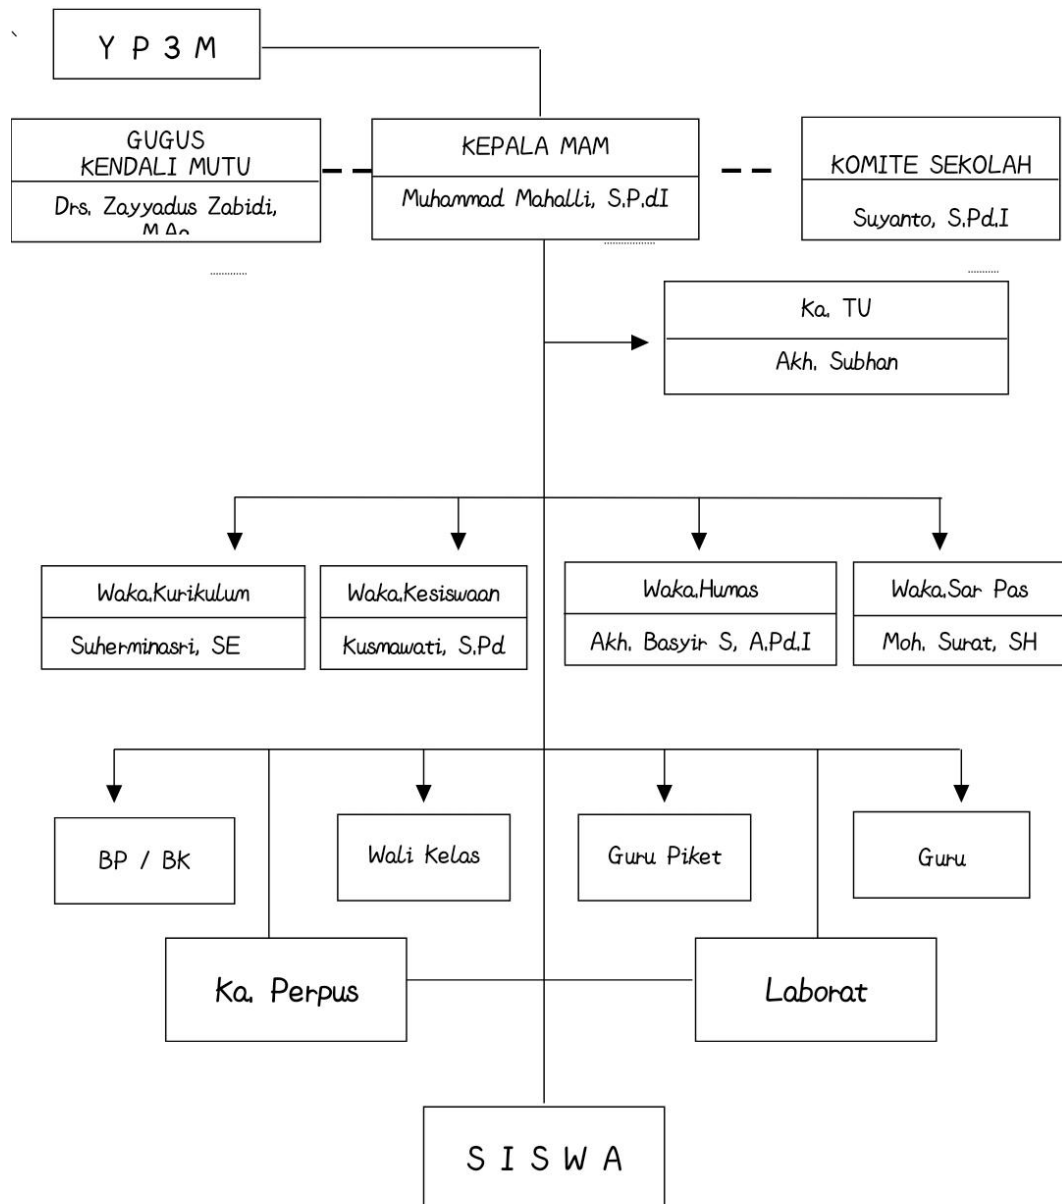 Y P 3 M
GUGUS
KENDALI MUTU
Drs. Zayyadus Zabidi,
KEPALA MAM
Muhammad Mahalli, S.P.dI
KOMITE SEKOLAH
Suyanto, S.Pd.I
Ka. TU
Akh. Subhan
Waka.Kurikulum
Suherminasri, SE
Waka.Kesiswaan
Kusmawati, S.Pd
Waka.Humas
Akh. Basyir S, A.Pd.I
Waka.Sar Pas
Moh. Surat, SH
BP / BK
Wali Kelas
Guru Piket
Guru
Ka. Perpus
Laborat
S I S W A